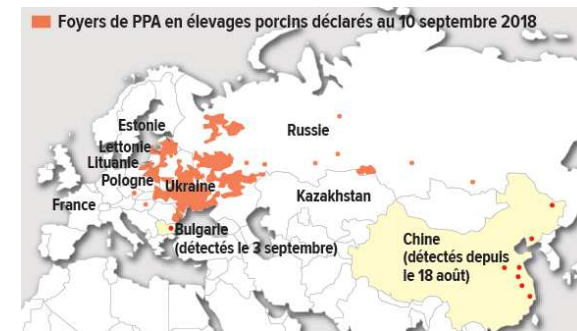 Foyers de PPA en élevages porcins déclarés au 10 septembre 2018
Estonie
Lettonie
Lituanie
Pologne
Ukraine
Russie
France
Kazakhstan
Bulgarie
(détectés le 3 septembre)
Chine
(détectés depuis
le 18 août)